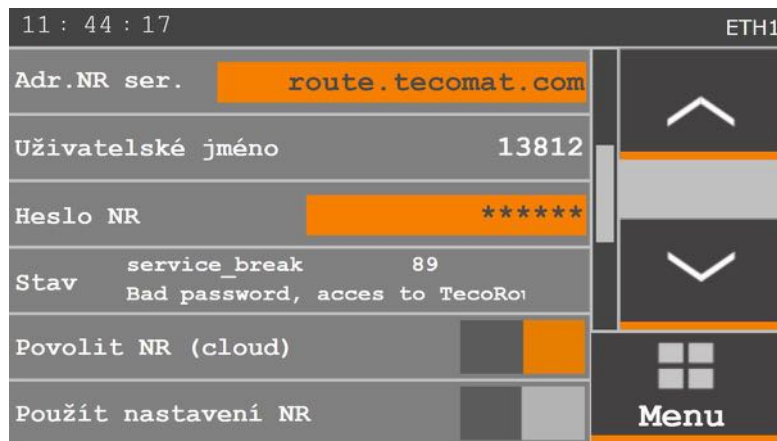 11 : 44 : 17 ETH1
Adr.NR ser. route.tecomat.com
Uživatelské jméno 13812
Heslo NR ******
Stav service_break 89
Bad password, acces to TecoRou
Povolit NR (cloud)
Použít nastavení NR
Menu